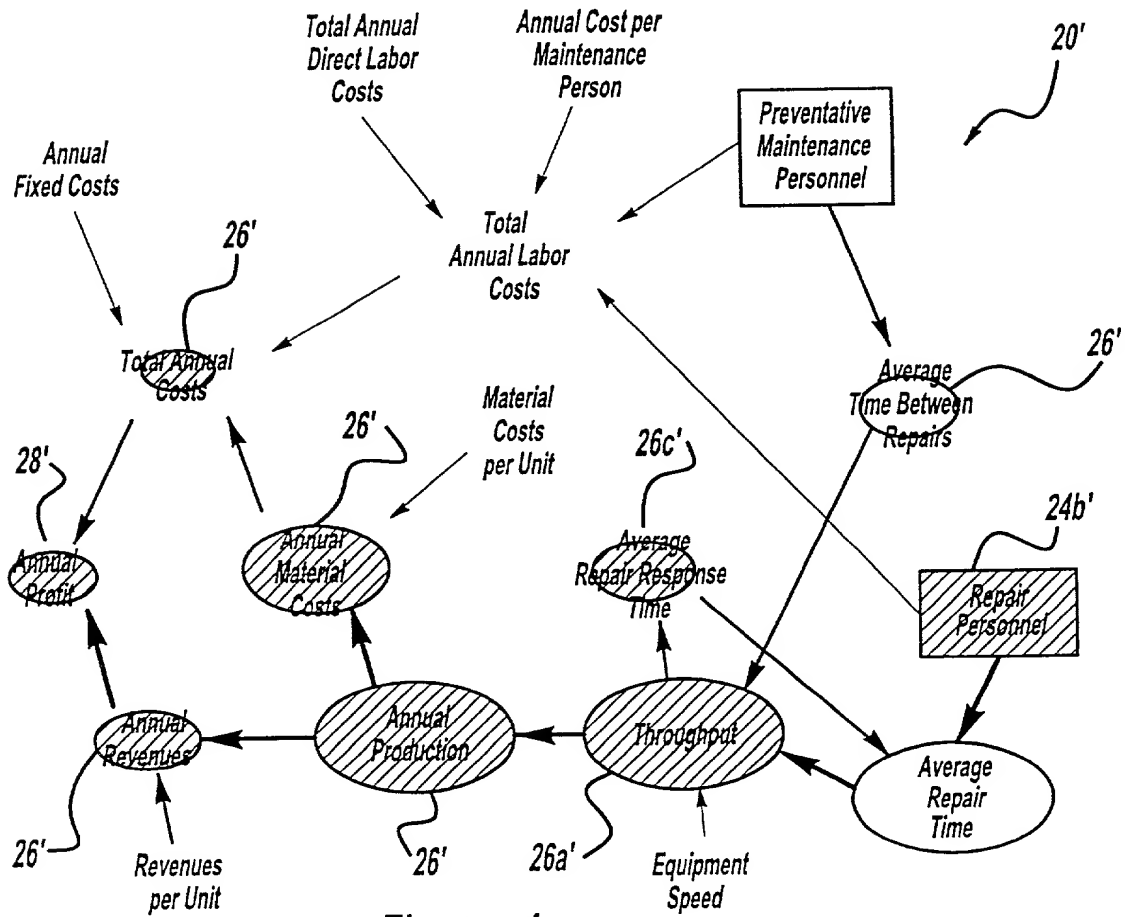 Total Annual
Direct Labor
Costs
Annual Cost per
Maintenance
Person
20'
Preventative
Maintenance
Personnel
Annual
Fixed Costs
26'
Total
Annual Labor
Costs
Total Annual
Costs
Average
Time Between
Repairs
26'
Material
Costs
per Unit
26'
26c'
28'
24b'
Annual
Profit
Annual
Material
Costs
Average
Repair Response
Time
Repair
Personnel
Annual
Revenues
Annual
Production
Throughput
Average
Repair
Time
26'
Revenues
per Unit
26'
26a'
Equipment
Speed